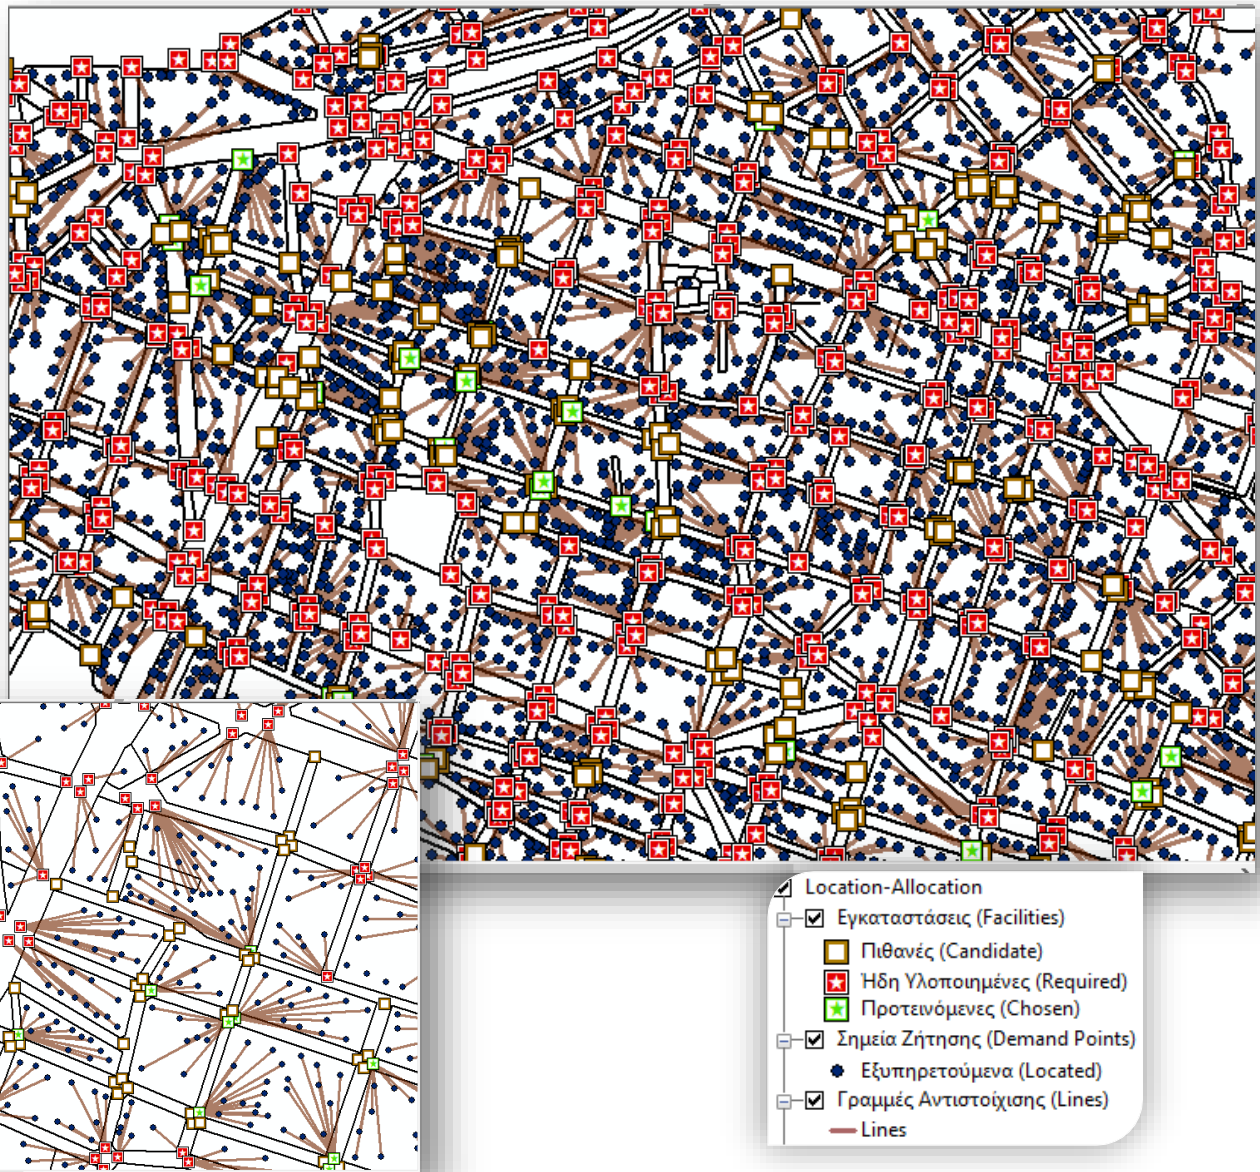 Location-Allocation
Εγκαταστάσεις (Facilities)
Πιθανές (Candidate)
Ήδη Υλοποιημένες (Required)
Προτεινόμενες (Chosen)
Σημεία Ζήτησης (Demand Points)
Εξυπηρετούμενα (Located)
Γραμμές Αντιστοίχισης (Lines)
Lines